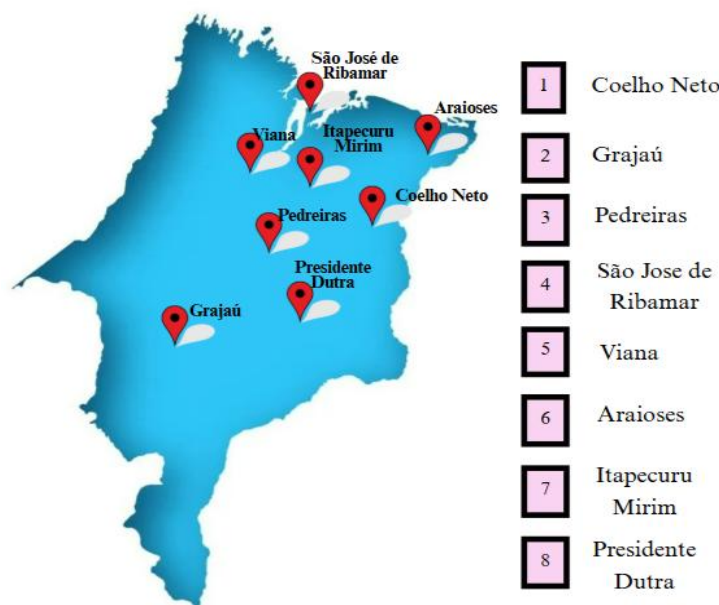 São José de
Ribamar
Araioses
Viana
Itapecuru
Mirim
Coelho Neto
Pedreiras
Presidente
Dutra
Grajaú
1 Coelho Neto
2 Grajaú
3 Pedreiras
4 São Jose de
Ribamar
5 Viana
6 Araioses
7 Itapecuru
Mirim
8 Presidente
Dutra